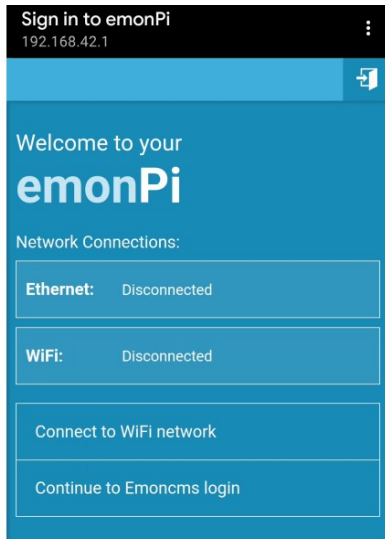 Sign in to emonPi
192.168.42.1
Welcome to your
emonPi
Network Connections:
Ethernet: Disconnected
WiFi: Disconnected
Connect to WiFi network
Continue to Emoncms login